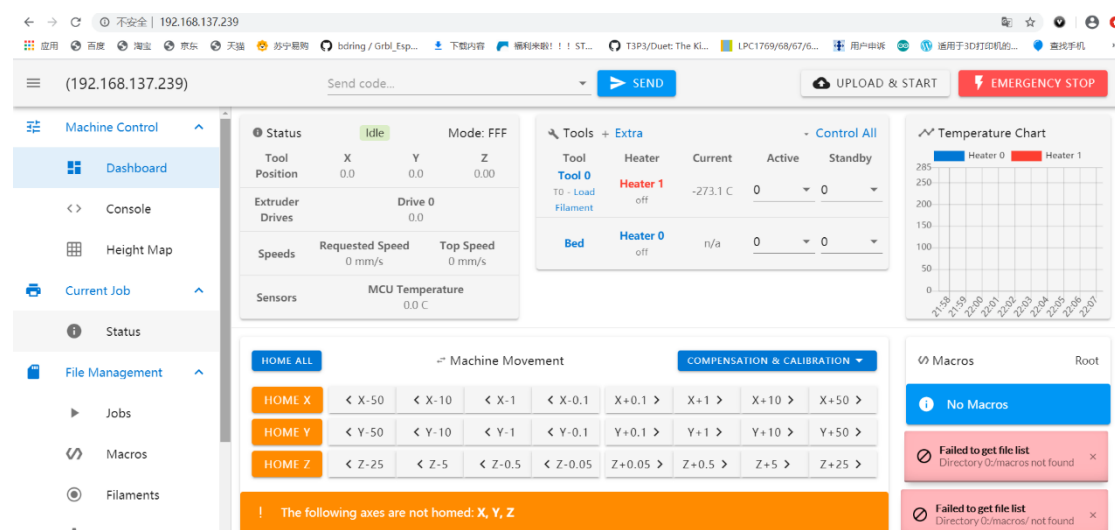 不安全 | 192.168.137.239
应用 百度 淘宝 京东 天猫 苏宁易购 bdring / Grbl_Esp... 下载内容 福利来啦！！！ST... T3P3/Duet: The Ki... LPC1769/68/67/6... 用户申诉 适用于3D打印机的... 查找手机
(192.168.137.239) Send code... SEND UPLOAD & START EMERGENCY STOP
Machine Control
Dashboard
Console
Height Map
Current Job
Status
File Management
Jobs
Macros
Filaments
Status Idle Mode: FFF
Tool Position X Y Z
0.0 0.0 0.00
Extruder Drives Drive 0
0.0
Speeds Requested Speed Top Speed
0 mm/s 0 mm/s
Sensors MCU Temperature
0.0 C
Tools + Extra Control All
Tool Heater Current Active Standby
Tool 0 Heater 1 -273.1 C 0 0
T0 - Load Filament off
Bed Heater 0 n/a 0 0
off
Temperature Chart
Heater 0 Heater 1
285
250
200
150
100
50
0
21:58 21:59 22:00 22:01 22:02 22:03 22:04 22:05 22:06 22:07
HOME ALL Machine Movement COMPENSATION & CALIBRATION
HOME X X-50 X-10 X-1 X-0.1 X+0.1 X+1 X+10 X+50
HOME Y Y-50 Y-10 Y-1 Y-0.1 Y+0.1 Y+1 Y+10 Y+50
HOME Z Z-25 Z-5 Z-0.5 Z-0.05 Z+0.05 Z+0.5 Z+5 Z+25
! The following axes are not homed: X, Y, Z
Macros Root
No Macros
Failed to get file list
Directory 0:/macros not found
Failed to get file list
Directory 0:/macros/ not found